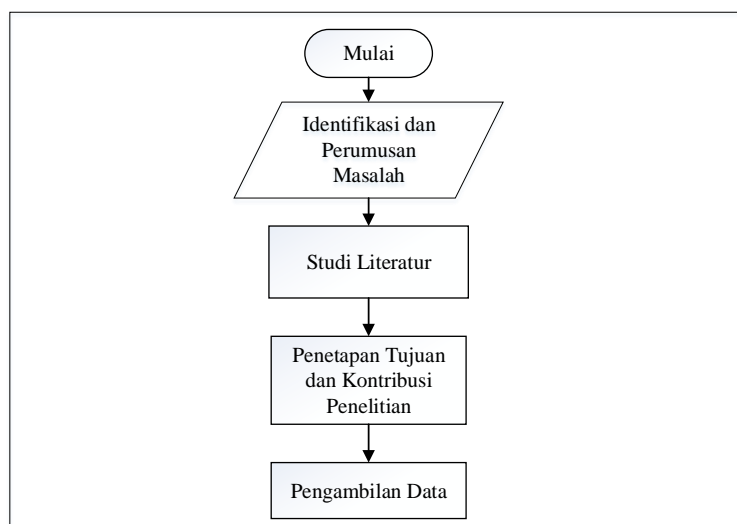 Mulai
Identifikasi dan
Perumusan
Masalah
Studi Literatur
Penetapan Tujuan
dan Kontribusi
Penelitian
Pengambilan Data